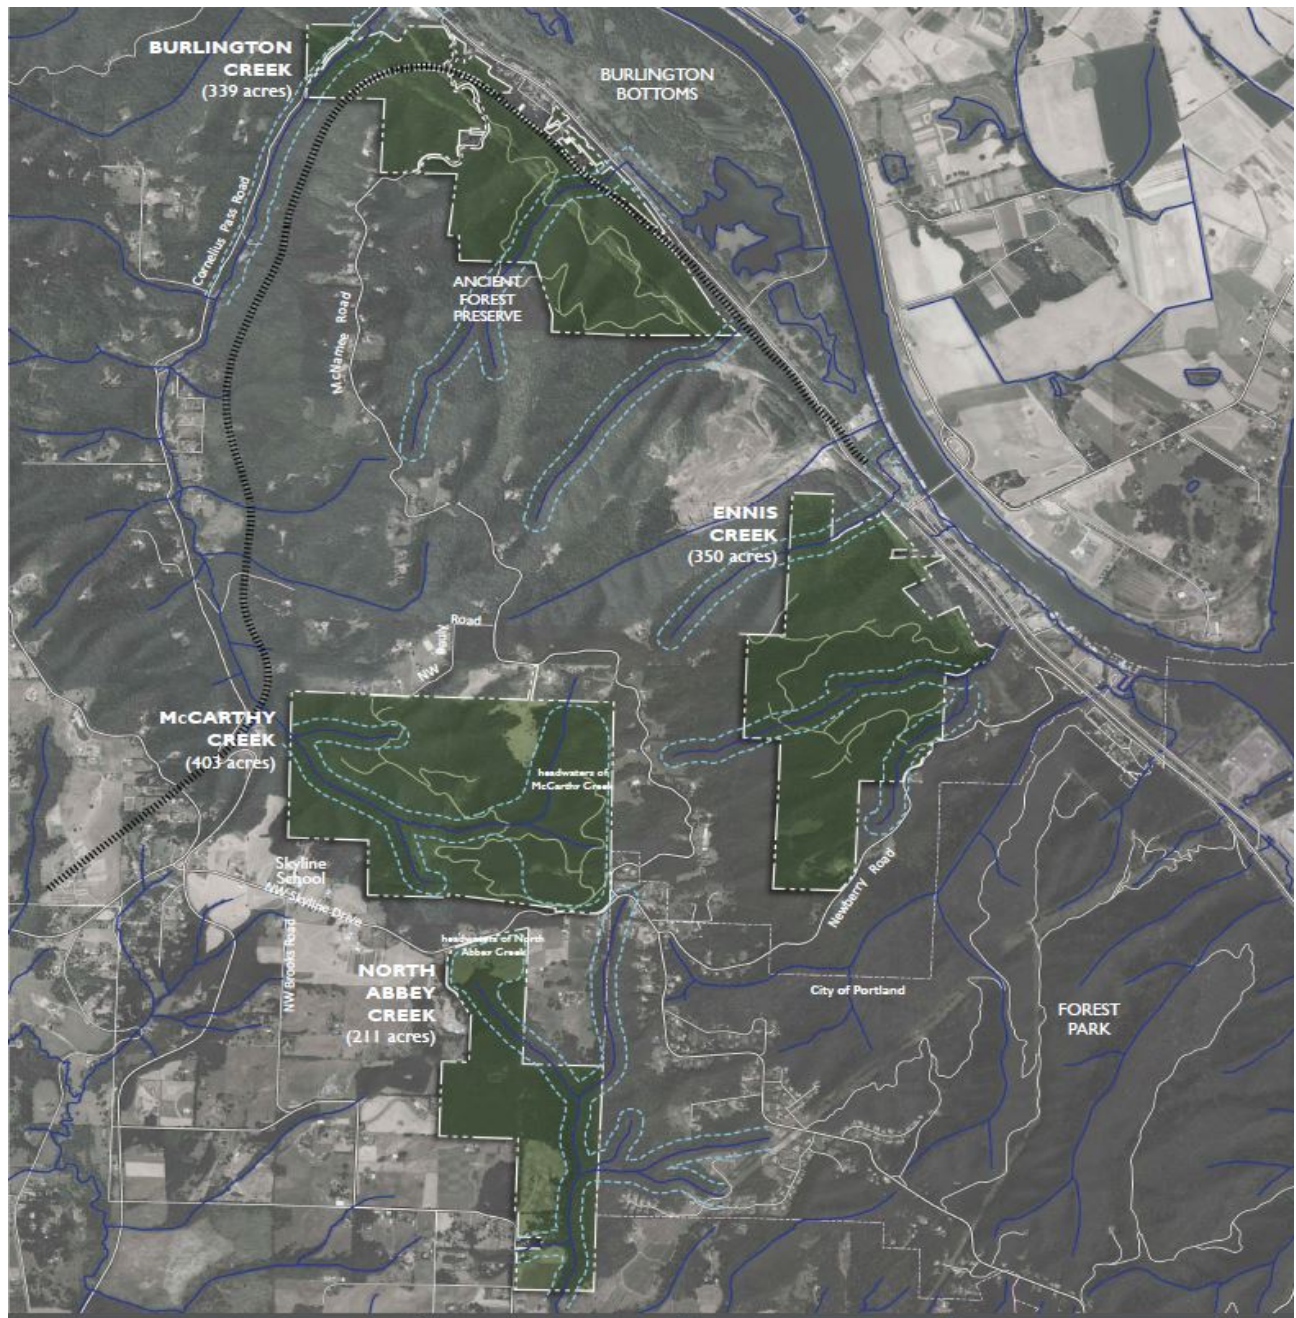 BURLINGTON
CREEK
(339 acres)
BURLINGTON
BOTTOMS
Cornelius Pass Road
ANCIENT
FOREST
PRESERVE
McNamee Road
ENNIS
CREEK
(350 acres)
Road
NW
McCARTHY
CREEK
(403 acres)
headwaters of
McCarthr Creek
Skyline
School
NW Skyline Drive
Newberry Road
NW Brooks Road
headwaters of North
Abber Creek
NORTH
ABBEY
CREEK
(211 acres)
City of Portland
FOREST
PARK